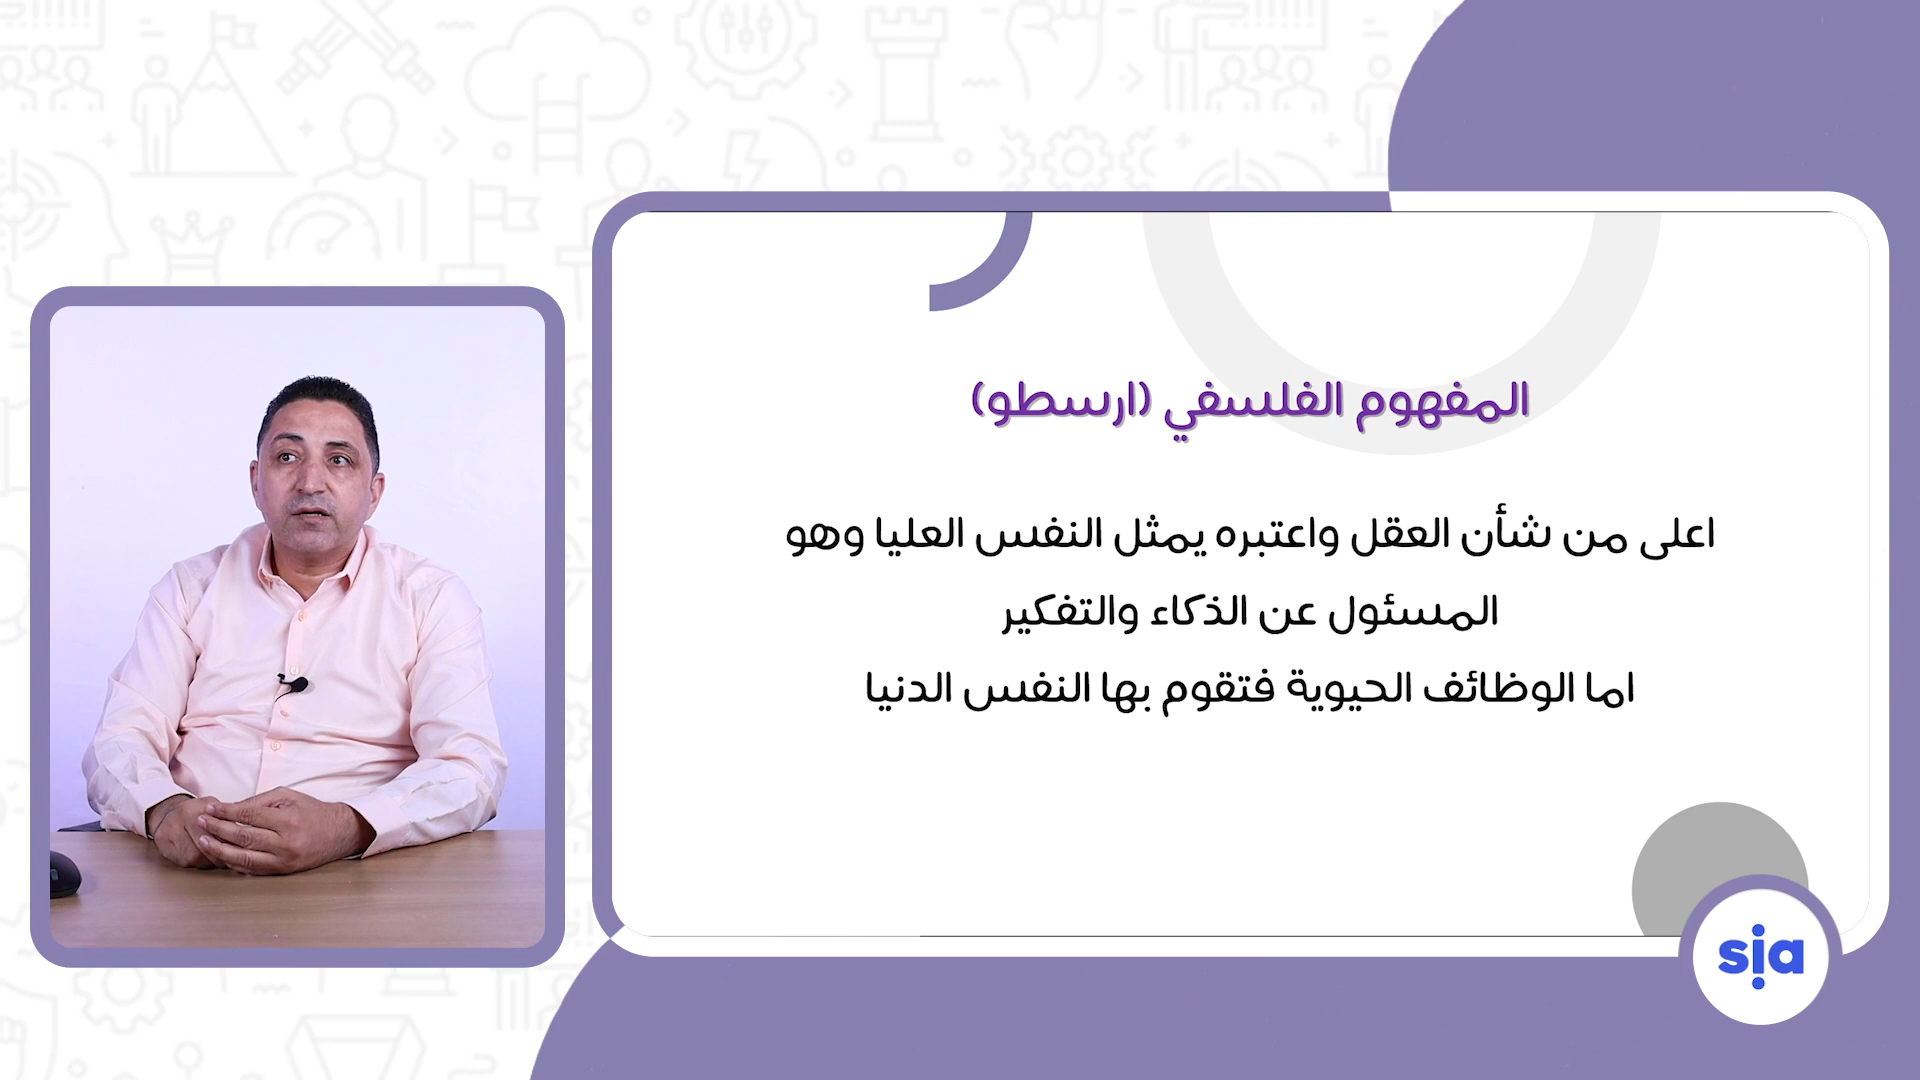 المفهوم الفلسفي (ارسطو)
اعلى من شأن العقل واعتبره يمثل النفس العليا وهو
المسئول عن الذكاء والتفكير
اما الوظائف الحيوية فتقوم بها النفس الدنيا
sia